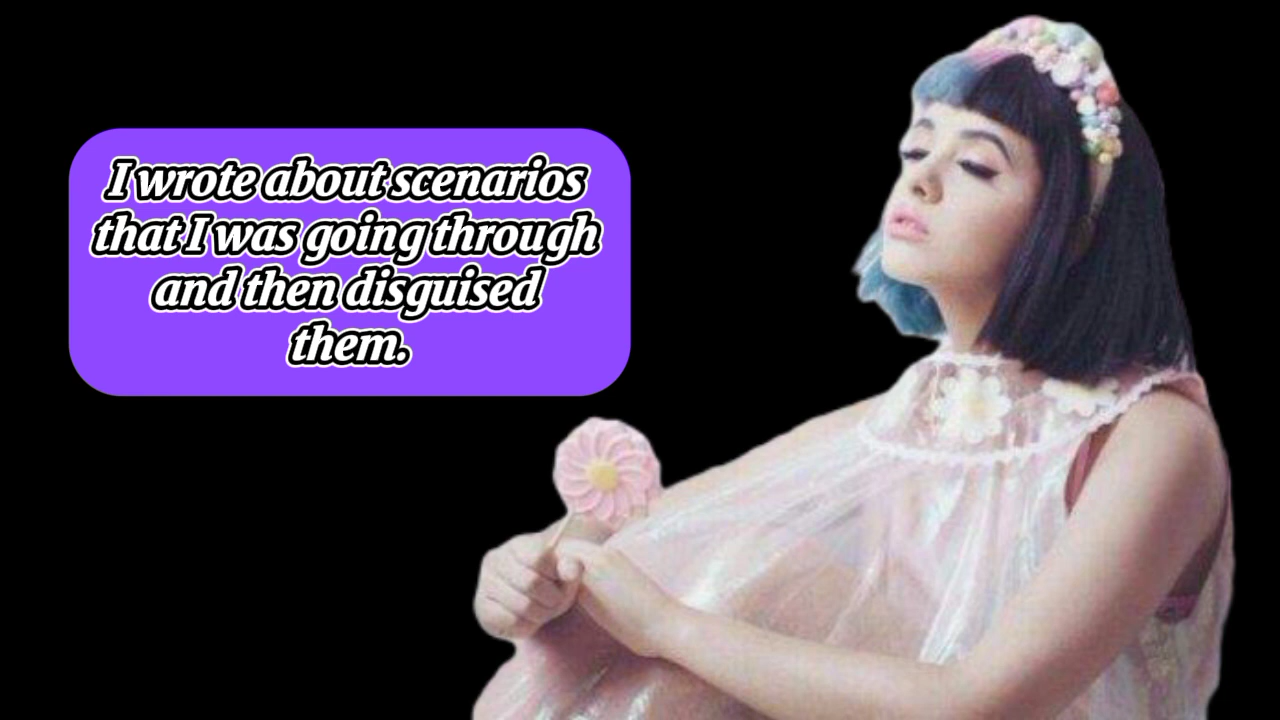 I wrote about scenarios
that I was going through
and then disguised
them.